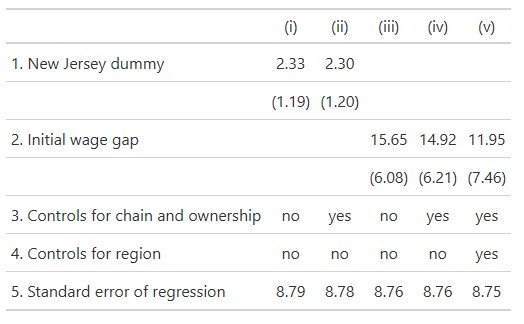 (i) (ii) (iii) (iv) (v)
1. New Jersey dummy 2.33 2.30
(1.19) (1.20)
2. Initial wage gap 15.65 14.92 11.95
(6.08) (6.21) (7.46)
3. Controls for chain and ownership no yes no yes yes
4. Controls for region no no no no yes
5. Standard error of regression 8.79 8.78 8.76 8.76 8.75